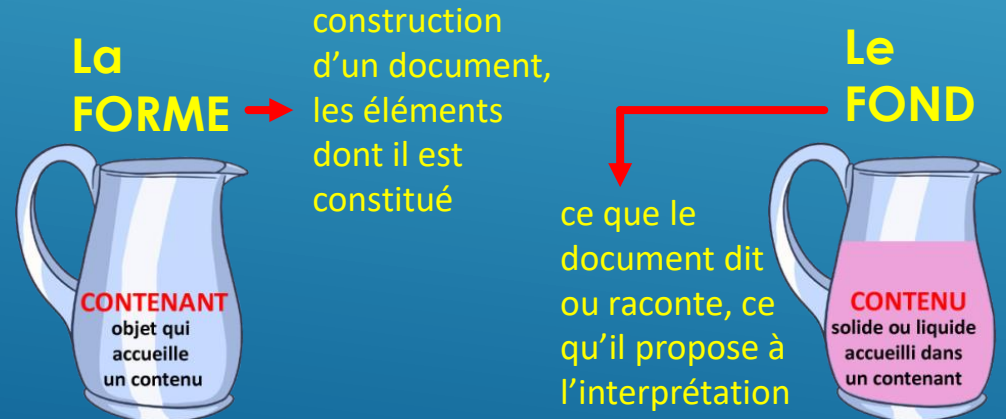 La
FORME
construction
d’un document,
les éléments
dont il est
constitué
CONTENANT
objet qui
accueille
un contenu
Le
FOND
ce que le
document dit
ou raconte, ce
qu’il propose à
l’interprétation
CONTENU
solide ou liquide
accueilli dans
un contenant